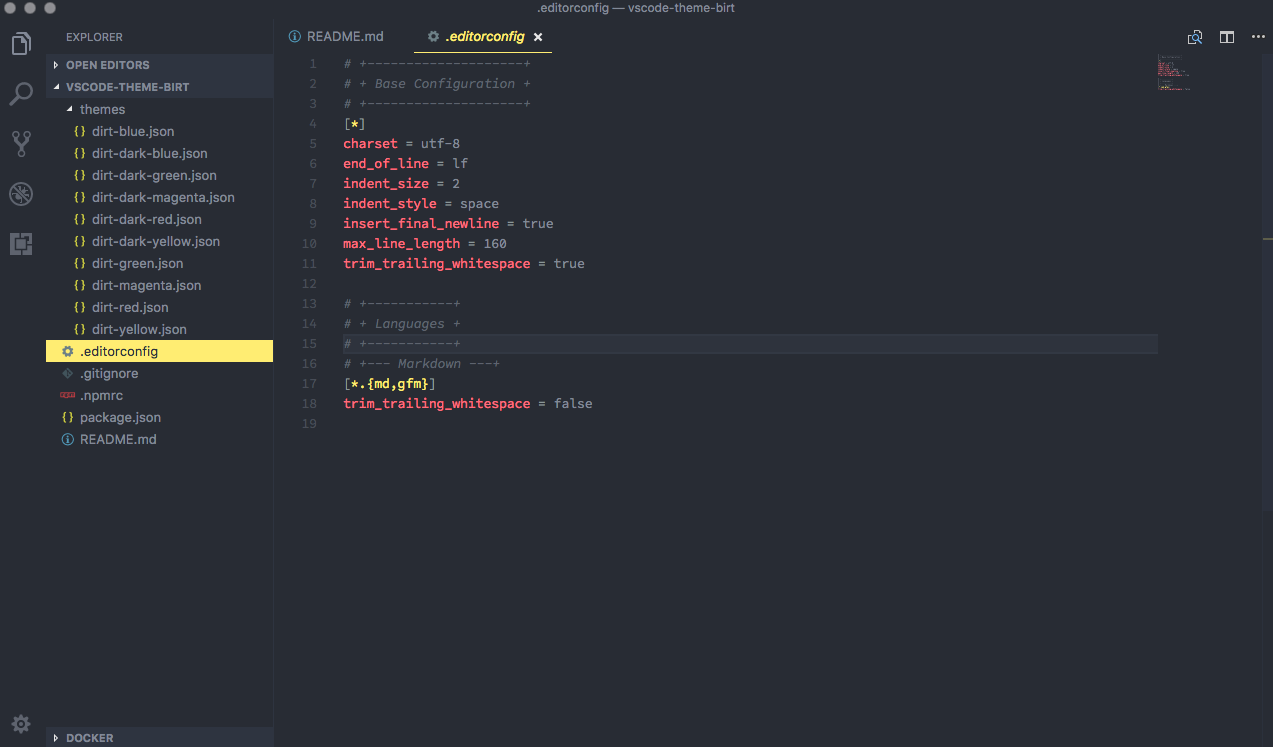 .editorconfig — vscode-theme-birt
EXPLORER
OPEN EDITORS
VSCODE-THEME-BIRT
themes
{} dirt-blue.json
{} dirt-dark-blue.json
{} dirt-dark-green.json
{} dirt-dark-magenta.json
{} dirt-dark-red.json
{} dirt-dark-yellow.json
{} dirt-green.json
{} dirt-magenta.json
{} dirt-red.json
{} dirt-yellow.json
.editorconfig
.gitignore
.npmrc
{} package.json
README.md
DOCKER
README.md
.editorconfig
1 # +--------------------+
2 # + Base Configuration +
3 # +--------------------+
4 [*]
5 charset = utf-8
6 end_of_line = lf
7 indent_size = 2
8 indent_style = space
9 insert_final_newline = true
10 max_line_length = 160
11 trim_trailing_whitespace = true
12
13 # +-----------+
14 # + Languages +
15 # +-----------+
16 # +--- Markdown ---+
17 [*.{md,gfm}]
18 trim_trailing_whitespace = false
19